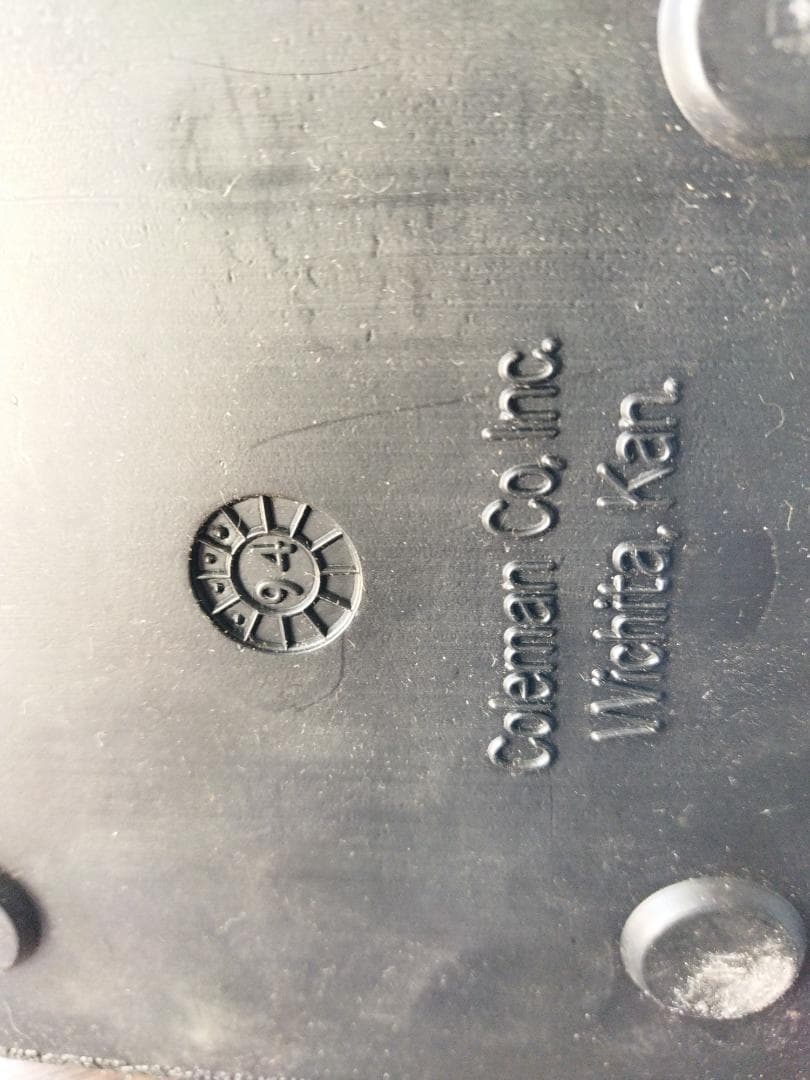 94
Coleman Co, Inc.
Wichita, Kan.